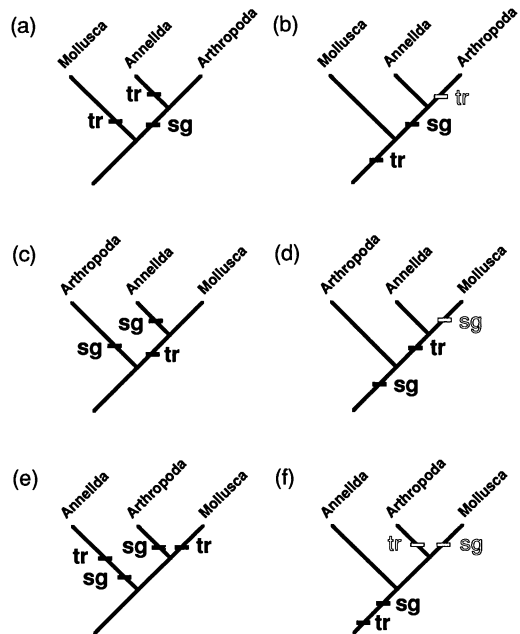 (a)
Mollusca
Annelida
Arthropoda
tr
tr
sg
(b)
Mollusca
Annelida
Arthropoda
tr
sg
tr
(c)
Arthropoda
Annelida
Mollusca
sg
sg
tr
(d)
Arthropoda
Annelida
Mollusca
sg
tr
sg
(e)
Annelida
Arthropoda
Mollusca
tr
sg
sg
tr
(f)
Annelida
Arthropoda
Mollusca
tr
sg
sg
tr